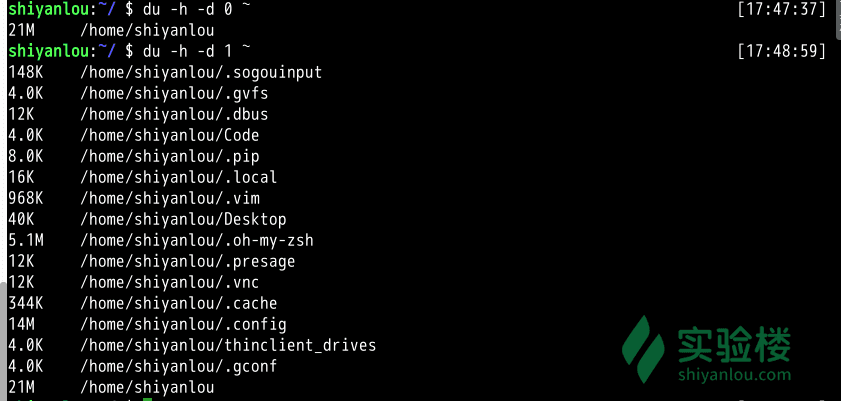 shiyanlou:~/ $ du -h -d 0 ~ [17:47:37]
21M /home/shiyanlou
shiyanlou:~/ $ du -h -d 1 ~ [17:48:59]
148K /home/shiyanlou/.sogouinput
4.0K /home/shiyanlou/.gvfs
12K /home/shiyanlou/.dbus
4.0K /home/shiyanlou/Code
8.0K /home/shiyanlou/.pip
16K /home/shiyanlou/.local
968K /home/shiyanlou/.vim
40K /home/shiyanlou/Desktop
5.1M /home/shiyanlou/.oh-my-zsh
12K /home/shiyanlou/.presage
12K /home/shiyanlou/.vnc
344K /home/shiyanlou/.cache
14M /home/shiyanlou/.config
4.0K /home/shiyanlou/thinclient_drives
4.0K /home/shiyanlou/.gconf
21M /home/shiyanlou
实验楼
shiyanlou.com